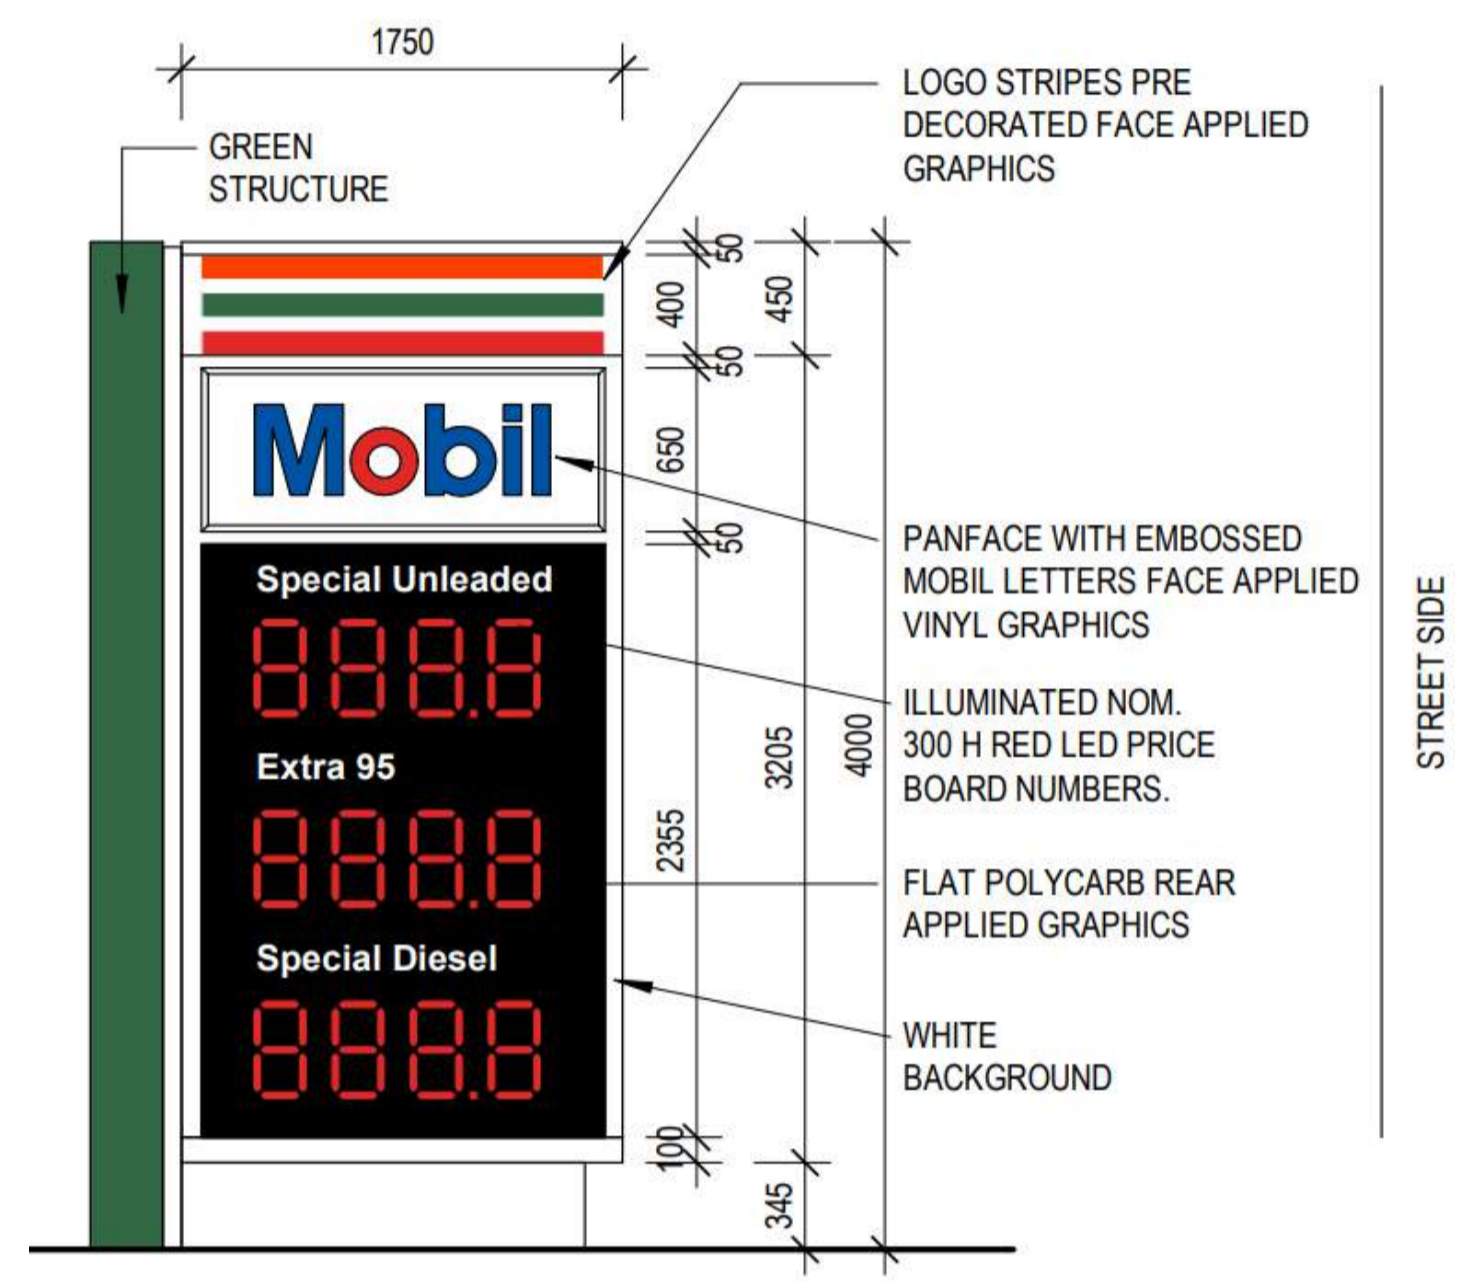 1750
LOGO STRIPES PRE
DECORATED FACE APPLIED
GRAPHICS
GREEN
STRUCTURE
50
400
450
50
Mobil
650
50
PANFACE WITH EMBOSSED
MOBIL LETTERS FACE APPLIED
VINYL GRAPHICS
Special Unleaded
888.8
ILLUMINATED NOM.
300 H RED LED PRICE
BOARD NUMBERS.
STREET SIDE
3205
4000
Extra 95
888.8
2355
FLAT POLYCARB REAR
APPLIED GRAPHICS
Special Diesel
888.8
WHITE
BACKGROUND
100
345